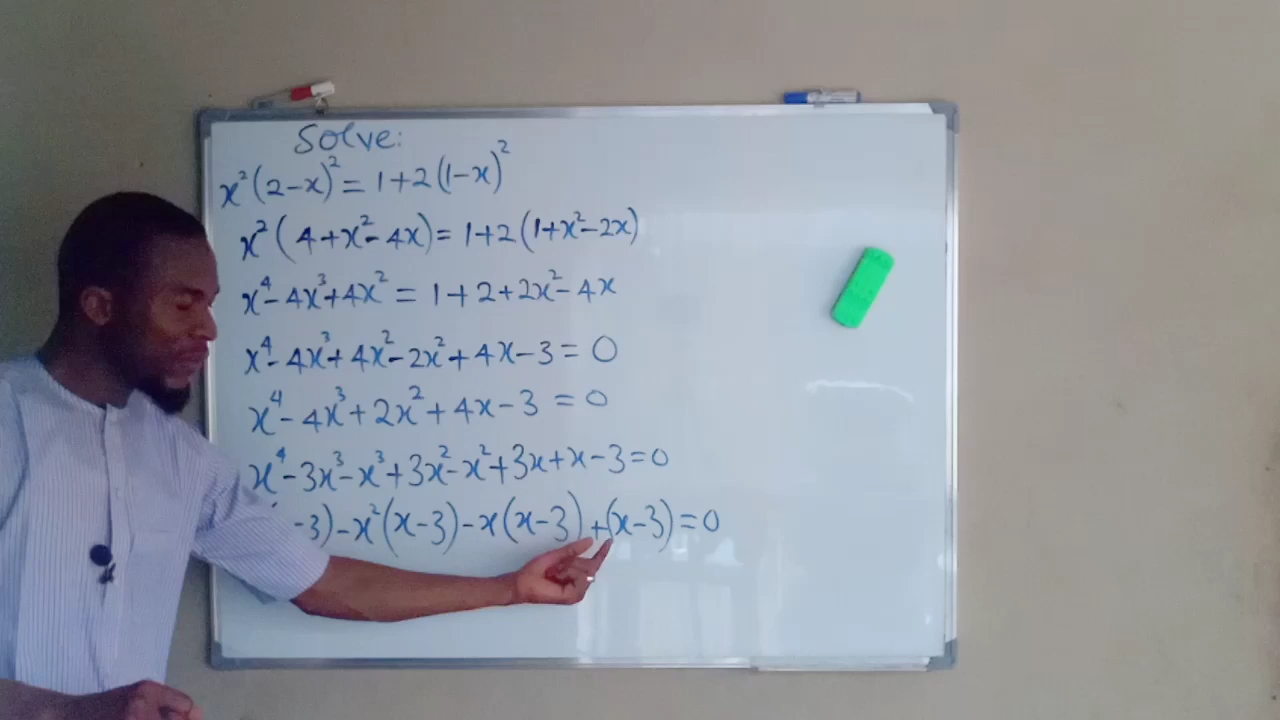 Solve:
x²(2-x)² = 1+2(1-x)²
x²(4+x²-4x) = 1+2(1+x²-2x)
x⁴-4x³+4x² = 1+2+2x²-4x
x⁴-4x³+4x²-2x²+4x-3 = 0
x⁴-4x³+2x²+4x-3 = 0
x⁴-3x³-x³+3x²-x²+3x+x-3=0
-3)-x²(x-3)-x(x-3)+(x-3)=0